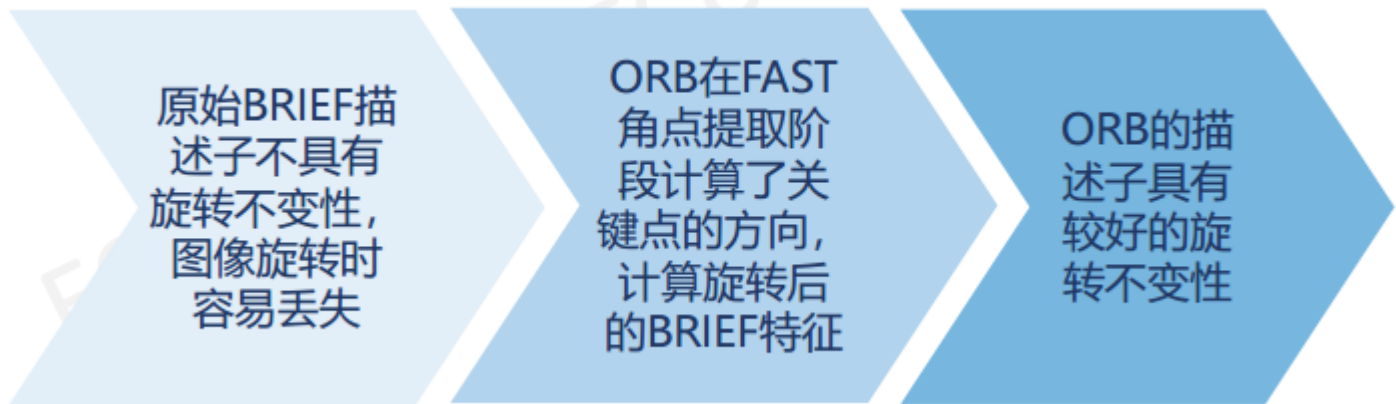 原始BRIEF描
述子不具有
旋转不变性，
图像旋转时
容易丢失
ORB在FAST
角点提取阶
段计算了关
键点的方向，
计算旋转后
的BRIEF特征
ORB的描
述子具有
较好的旋
转不变性